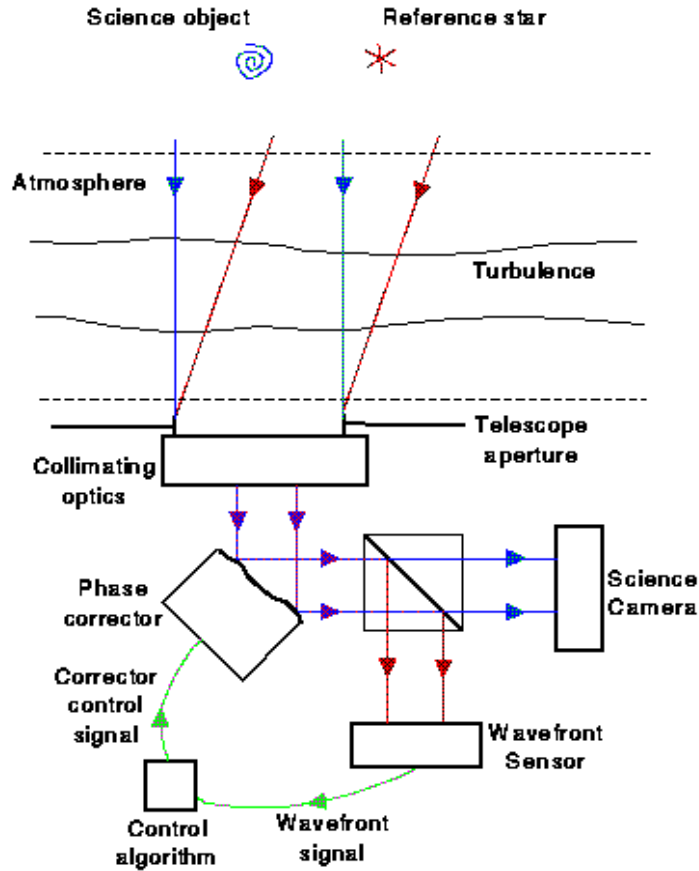 Science object
Reference star
Atmosphere
Turbulence
Telescope
aperture
Collimating
optics
Phase
corrector
Science
Camera
Corrector
control
signal
Wavefront
Sensor
Control
algorithm
Wavefront
signal